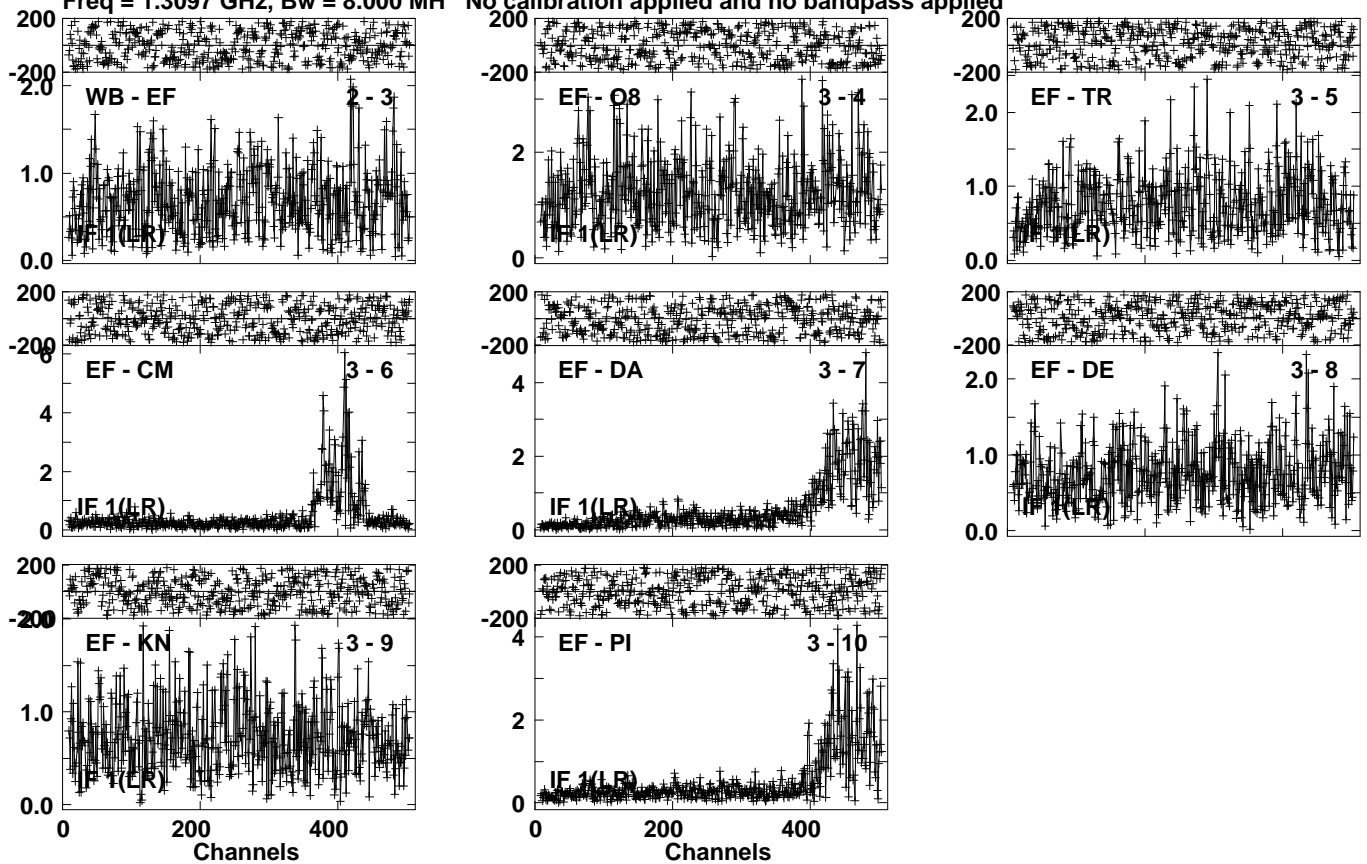 Freq = 1.3097 GHz, Bw = 8.000 MH No calibration applied and no bandpass applied
200 200 200
-200 -200 -200
WB - EF 2 - 3 EF - O8 3 - 4 EF - TR 3 - 5
2.0 2 2.0
1.0 1.0
IF 1(LR) IF 1(LR) IF 1(LR)
0.0 0 0.0
200 200 200
-200 -200 -200
EF - CM 3 - 6 EF - DA 3 - 7 EF - DE 3 - 8
6 4 2.0
4 2 1.0
2
IF 1(LR) IF 1(LR) IF 1(LR)
0 0 0.0
200 200
-200 -200
2.0 4
EF - KN 3 - 9 EF - PI 3 - 10
1.0 2
IF 1(LR) IF 1(LR)
0.0 0
0 200 400 0 200 400
Channels Channels